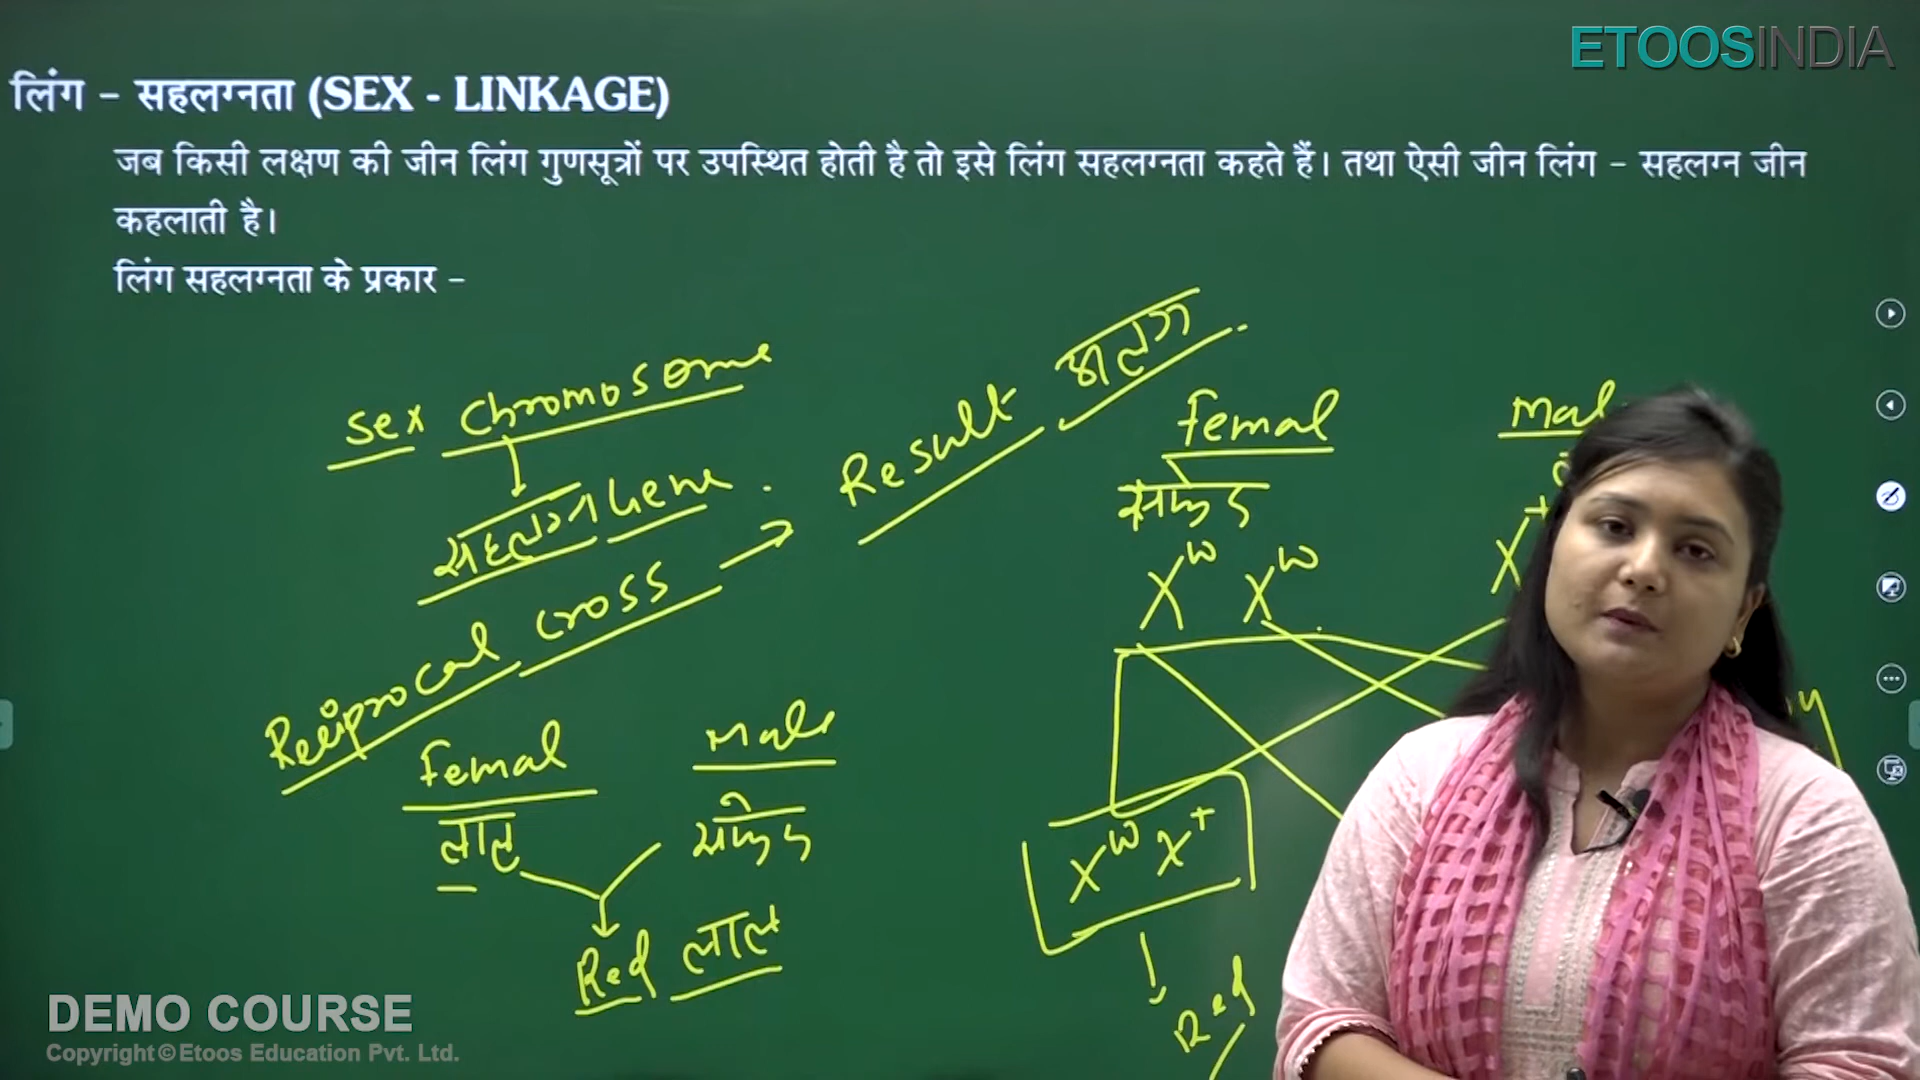 ETOOSINDIA
लिंग – सहलग्नता (SEX - LINKAGE)
जब किसी लक्षण की जीन लिंग गुणसूत्रों पर उपस्थित होती है तो इसे लिंग सहलग्नता कहते हैं। तथा ऐसी जीन लिंग – सहलग्न जीन
कहलाती है।
लिंग सहलग्नता के प्रकार –
Sex Chromosome
सहलग्न Gene
Reciprocal cross → Result अलग
Femal Male
लाल सफेद
Red लाल
Femal Mal
सफेद
X^w X^w X^+
X^w X^+
Red
y
DEMO COURSE
Copyright © Etoos Education Pvt. Ltd.